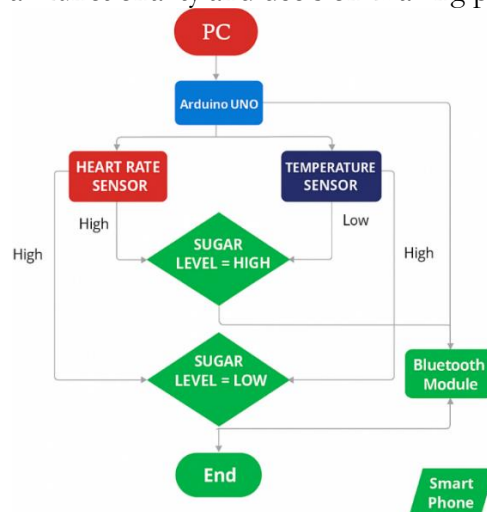 PC
Arduino UNO
HEART RATE
SENSOR
TEMPERATURE
SENSOR
High
Low
High
High
SUGAR
LEVEL = HIGH
SUGAR
LEVEL = LOW
Bluetooth
Module
End
Smart
Phone